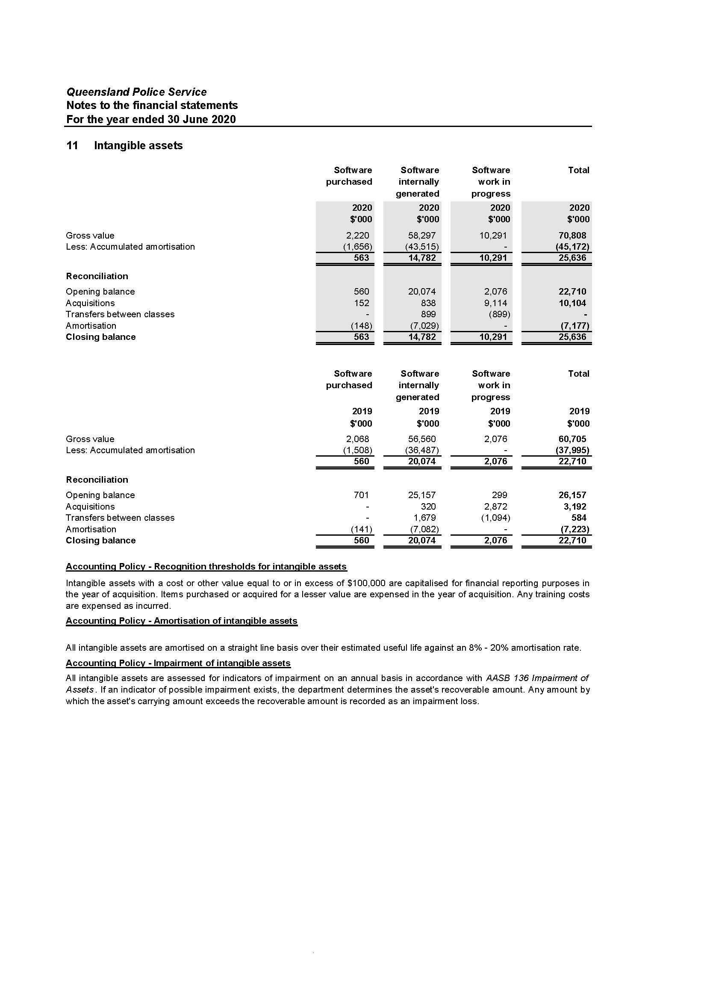 Queensland Police Service
Notes to the financial statements
For the year ended 30 June 2020
11 Intangible assets
Software Software Software Total
purchased internally work in
generated progress
2020 2020 2020 2020
$'000 $'000 $'000 $'000
Gross value 2,220 58,297 10,291 70,808
Less: Accumulated amortisation (1,656) (43,515) - (45,172)
563 14,782 10,291 25,636
Reconciliation
Opening balance 560 20,074 2,076 22,710
Acquisitions 152 838 9,114 10,104
Transfers between classes - 899 (899) -
Amortisation (148) (7,029) - (7,177)
Closing balance 563 14,782 10,291 25,636
Software Software Software Total
purchased internally work in
generated progress
2019 2019 2019 2019
$'000 $'000 $'000 $'000
Gross value 2,068 56,560 2,076 60,705
Less: Accumulated amortisation (1,508) (36,487) - (37,995)
560 20,074 2,076 22,710
Reconciliation
Opening balance 701 25,157 299 26,157
Acquisitions - 320 2,872 3,192
Transfers between classes - 1,679 (1,094) 584
Amortisation (141) (7,082) - (7,223)
Closing balance 560 20,074 2,076 22,710
Accounting Policy - Recognition thresholds for intangible assets
Intangible assets with a cost or other value equal to or in excess of $100,000 are capitalised for financial reporting purposes in
the year of acquisition. Items purchased or acquired for a lesser value are expensed in the year of acquisition. Any training costs
are expensed as incurred.
Accounting Policy - Amortisation of intangible assets
All intangible assets are amortised on a straight line basis over their estimated useful life against an 8% - 20% amortisation rate.
Accounting Policy - Impairment of intangible assets
All intangible assets are assessed for indicators of impairment on an annual basis in accordance with AASB 136 Impairment of
Assets. If an indicator of possible impairment exists, the department determines the asset's recoverable amount. Any amount by
which the asset's carrying amount exceeds the recoverable amount is recorded as an impairment loss.